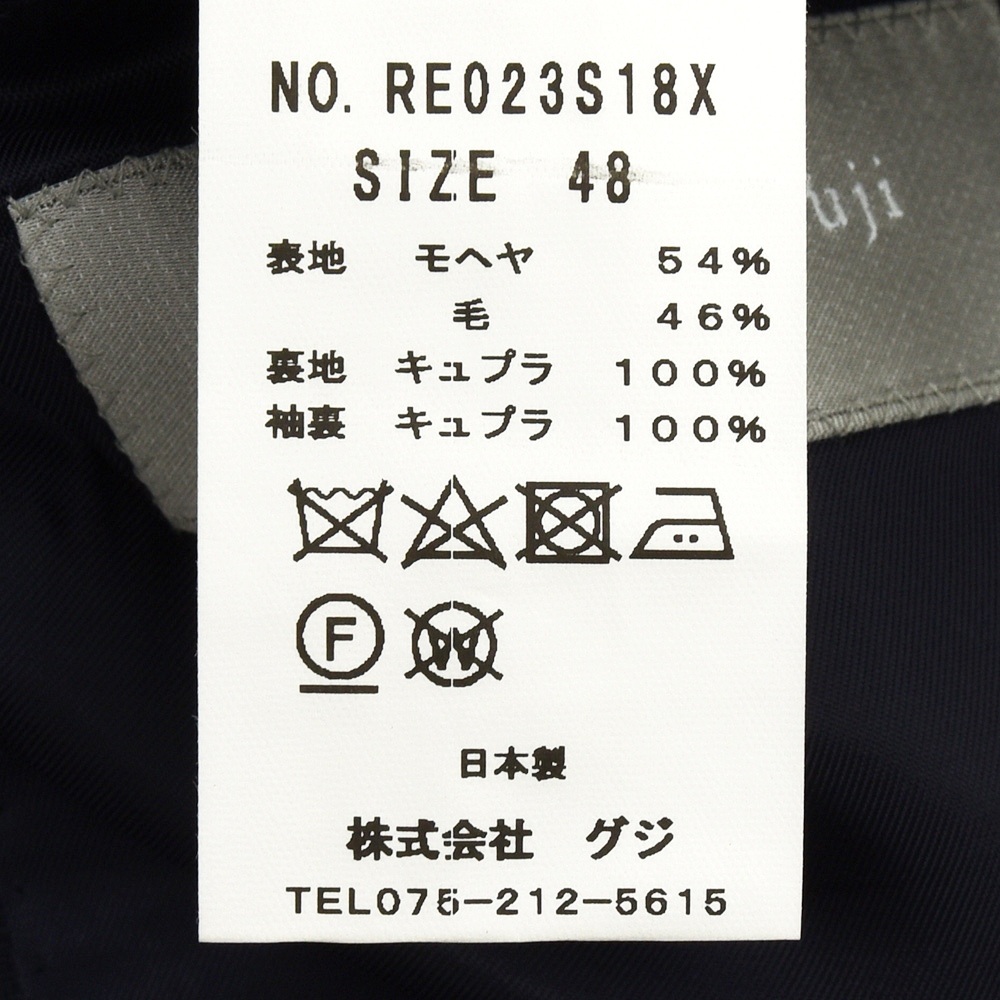 NO. RE023S18X
SIZE 48
uji
表地 モヘヤ 54%
毛 46%
裏地 キュプラ 100%
袖裏 キュプラ 100%
F
W
日本製
株式会社 グジ
TEL075-212-5615